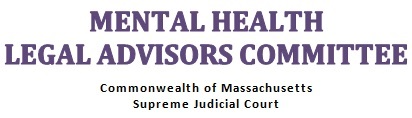 MENTAL HEALTH
LEGAL ADVISORS COMMITTEE
Commonwealth of Massachusetts
Supreme Judicial Court